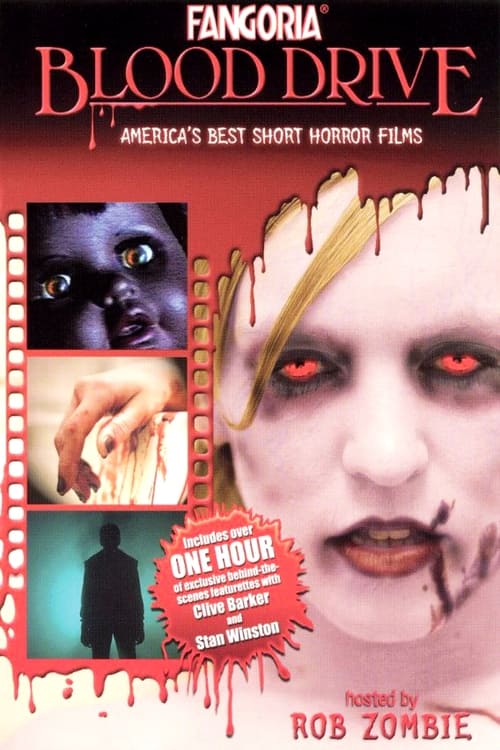 FANGORIA®
BLOOD DRIVE
AMERICA'S BEST SHORT HORROR FILMS
Includes over
ONE HOUR
of exclusive behind-the-
scenes featurettes with
Clive Barker
and
Stan Winston
hosted by
ROB ZOMBIE